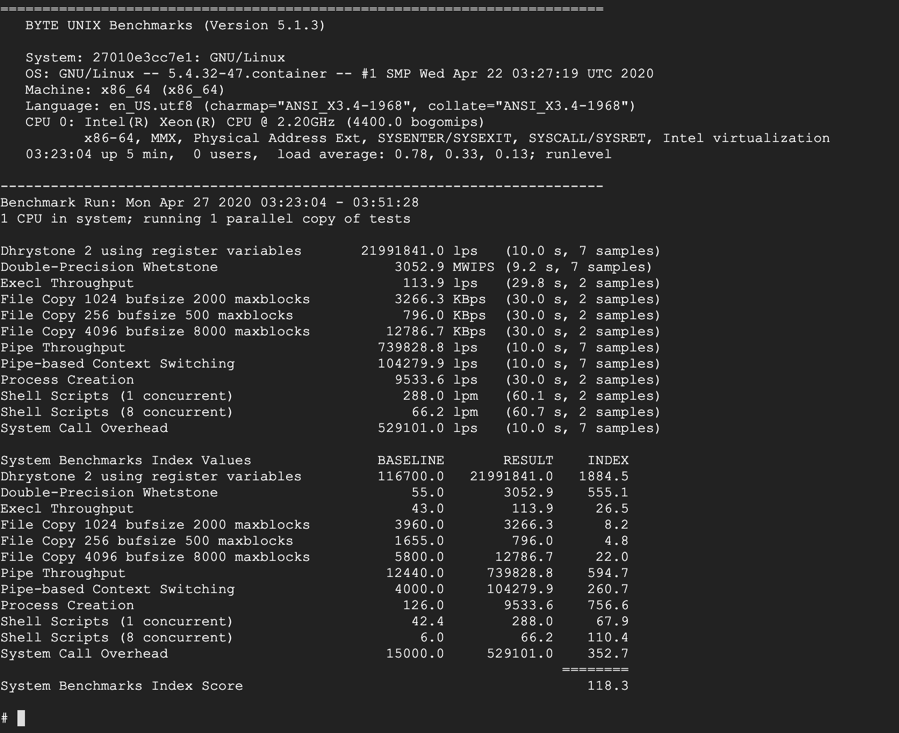 ========================================================================
   BYTE UNIX Benchmarks (Version 5.1.3)

   System: 27010e3cc7e1: GNU/Linux
   OS: GNU/Linux -- 5.4.32-47.container -- #1 SMP Wed Apr 22 03:27:19 UTC 2020
   Machine: x86_64 (x86_64)
   Language: en_US.utf8 (charmap="ANSI_X3.4-1968", collate="ANSI_X3.4-1968")
   CPU 0: Intel(R) Xeon(R) CPU @ 2.20GHz (4400.0 bogomips)
          x86-64, MMX, Physical Address Ext, SYSENTER/SYSEXIT, SYSCALL/SYSRET, Intel virtualization
   03:23:04 up 5 min,  0 users,  load average: 0.78, 0.33, 0.13; runlevel

------------------------------------------------------------------------
Benchmark Run: Mon Apr 27 2020 03:23:04 - 03:51:28
1 CPU in system; running 1 parallel copy of tests

Dhrystone 2 using register variables       21991841.0 lps   (10.0 s, 7 samples)
Double-Precision Whetstone                     3052.9 MWIPS (9.2 s, 7 samples)
Execl Throughput                                113.9 lps   (29.8 s, 2 samples)
File Copy 1024 bufsize 2000 maxblocks          3266.3 KBps  (30.0 s, 2 samples)
File Copy 256 bufsize 500 maxblocks             796.0 KBps  (30.0 s, 2 samples)
File Copy 4096 bufsize 8000 maxblocks         12786.7 KBps  (30.0 s, 2 samples)
Pipe Throughput                              739828.8 lps   (10.0 s, 7 samples)
Pipe-based Context Switching                 104279.9 lps   (10.0 s, 7 samples)
Process Creation                               9533.6 lps   (30.0 s, 2 samples)
Shell Scripts (1 concurrent)                    288.0 lpm   (60.1 s, 2 samples)
Shell Scripts (8 concurrent)                     66.2 lpm   (60.7 s, 2 samples)
System Call Overhead                         529101.0 lps   (10.0 s, 7 samples)

System Benchmarks Index Values               BASELINE       RESULT    INDEX
Dhrystone 2 using register variables         116700.0   21991841.0   1884.5
Double-Precision Whetstone                       55.0       3052.9    555.1
Execl Throughput                                 43.0        113.9     26.5
File Copy 1024 bufsize 2000 maxblocks          3960.0       3266.3      8.2
File Copy 256 bufsize 500 maxblocks            1655.0        796.0      4.8
File Copy 4096 bufsize 8000 maxblocks          5800.0      12786.7     22.0
Pipe Throughput                               12440.0     739828.8    594.7
Pipe-based Context Switching                   4000.0     104279.9    260.7
Process Creation                                126.0       9533.6    756.6
Shell Scripts (1 concurrent)                     42.4        288.0     67.9
Shell Scripts (8 concurrent)                      6.0         66.2    110.4
System Call Overhead                          15000.0     529101.0    352.7
                                                                   ========
System Benchmarks Index Score                                         118.3

#